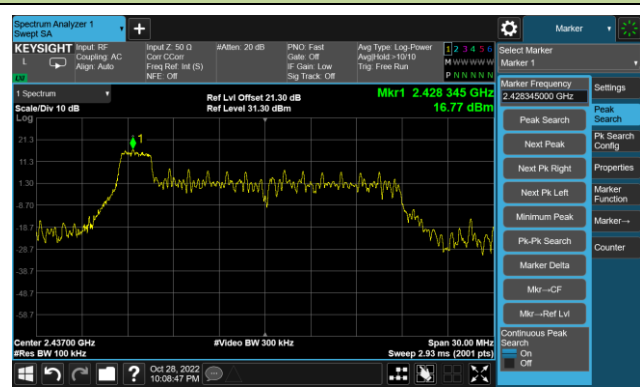 Spectrum Analyzer 1
Swept SA
KEYSIGHT Input: RF
Coupling: AC
Align: Auto
L
LW
Input Z: 50 Ω
Corr CCorr
Freq Ref: Int (S)
NFE: Off
#Atten: 20 dB
PNO: Fast
Gate: Off
IF Gain: Low
Sig Track: Off
Avg Type: Log-Power
Avg|Hold:>10/10
Trig: Free Run
1 2 3 4 5 6
M W W W W W
P N N N N N
1 Spectrum
Scale/Div 10 dB
Log
Ref Lvl Offset 21.30 dB
Ref Level 31.30 dBm
Mkr1 2.428 345 GHz
16.77 dBm
1
21.3
11.3
1.30
-8.70
-18.7
-28.7
-38.7
-48.7
-58.7
Center 2.43700 GHz
#Res BW 100 kHz
#Video BW 300 kHz
Span 30.00 MHz
Sweep 2.93 ms (2001 pts)
Oct 28, 2022
10:08:47 PM
?
Marker
Select Marker
Marker 1
Marker Frequency
2.428345000 GHz
Peak Search
Next Peak
Next Pk Right
Next Pk Left
Minimum Peak
Pk-Pk Search
Marker Delta
Mkr→CF
Mkr→Ref Lvl
Continuous Peak
Search
On
Off
Settings
Peak
Search
Pk Search
Config
Properties
Marker
Function
Marker→
Counter